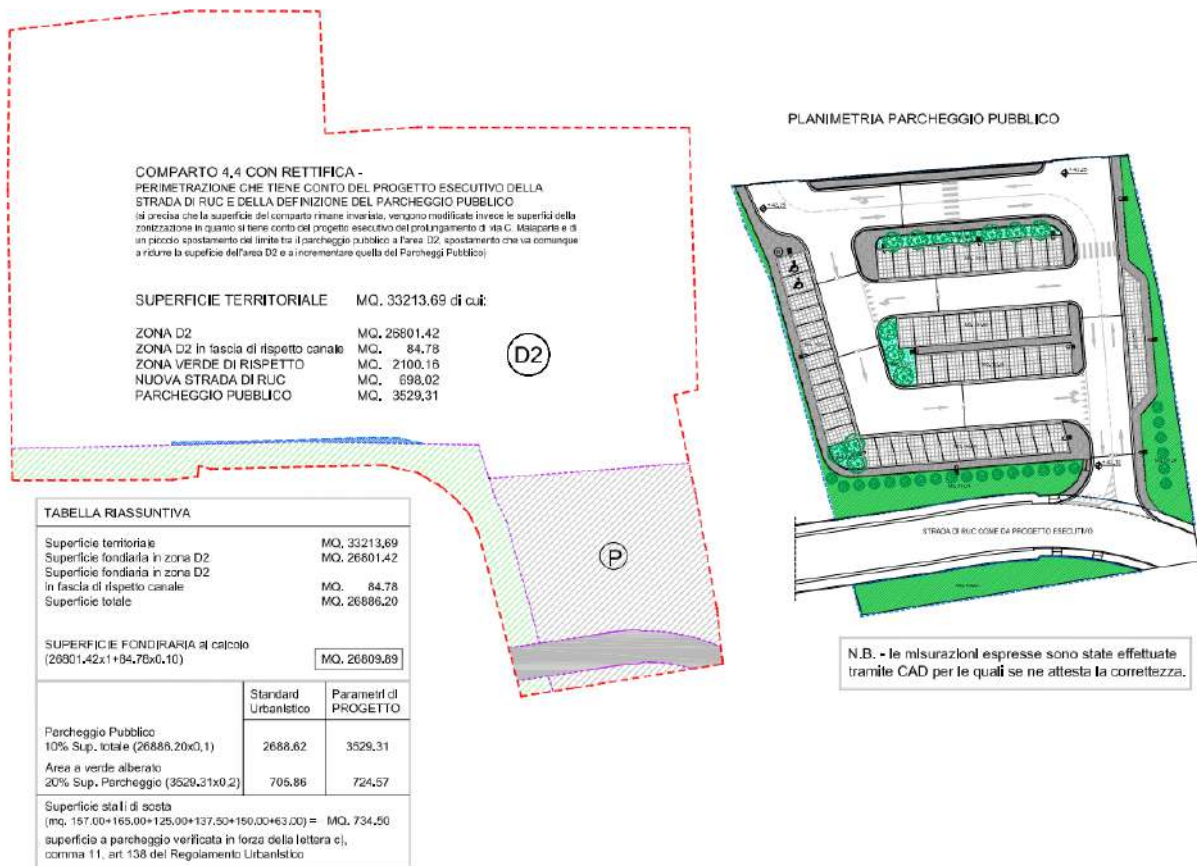 COMPARTO 4,4 CON RETTIFICA -
PERIMETRAZIONE CHE TIENE CONTO DEL PROGETTO ESECUTIVO DELLA
STRADA DI RUC E DELLA DEFINIZIONE DEL PARCHEGGIO PUBBLICO
(si precisa che la superficie del comparto rimane invariata, vengono modificate invece le superfici della
zonizzazione in quanto si tiene conto del progetto esecutivo del prolungamento di via C. Malaparte e di
un piccolo spostamento del limite tra il parcheggio pubblico a l'area D2, spostamento che va comunque
a ridurre la supeficie dell'area D2 e a incrementare quella del Parcheggi Pubblico)
SUPERFICIE TERRITORIALE MQ. 33213.69 di cui:
ZONA D2 MQ. 26801.42
ZONA D2 in fascia di rispetto canale MQ. 84.78
ZONA VERDE DI RISPETTO MQ. 2100.16
NUOVA STRADA DI RUC MQ. 698.02
PARCHEGGIO PUBBLICO MQ. 3529.31
D2
P
TABELLA RIASSUNTIVA
Superficie territoriale MQ. 33213,69
Superficie fondiaria in zona D2 MQ. 26801.42
Superficie fondiaria in zona D2
in fascia di rispetto canale MQ. 84.78
Superficie totale MQ. 26886.20
SUPERFICIE FONDIRARIA al calcolo
(26801.42x1+84.78x0.10) MQ. 26809.89
Standard Urbanistico
Parametri di PROGETTO
Parcheggio Pubblico
10% Sup. totale (26886.20x0,1) 2688.62 3529.31
Area a verde alberato
20% Sup. Parcheggio (3529.31x0,2) 705.86 724.57
Superficie stalli di sosta
(mq. 157.00+165.00+125.00+137.50+150.00+63.00) = MQ. 734.50
superficie a parcheggio verificata in forza della lettera c),
comma 11, art 138 del Regolamento Urbanistico
PLANIMETRIA PARCHEGGIO PUBBLICO
STRADA DI RUC COME DA PROGETTO ESECUTIVO
N.B. - le misurazioni espresse sono state effettuate
tramite CAD per le quali se ne attesta la correttezza.